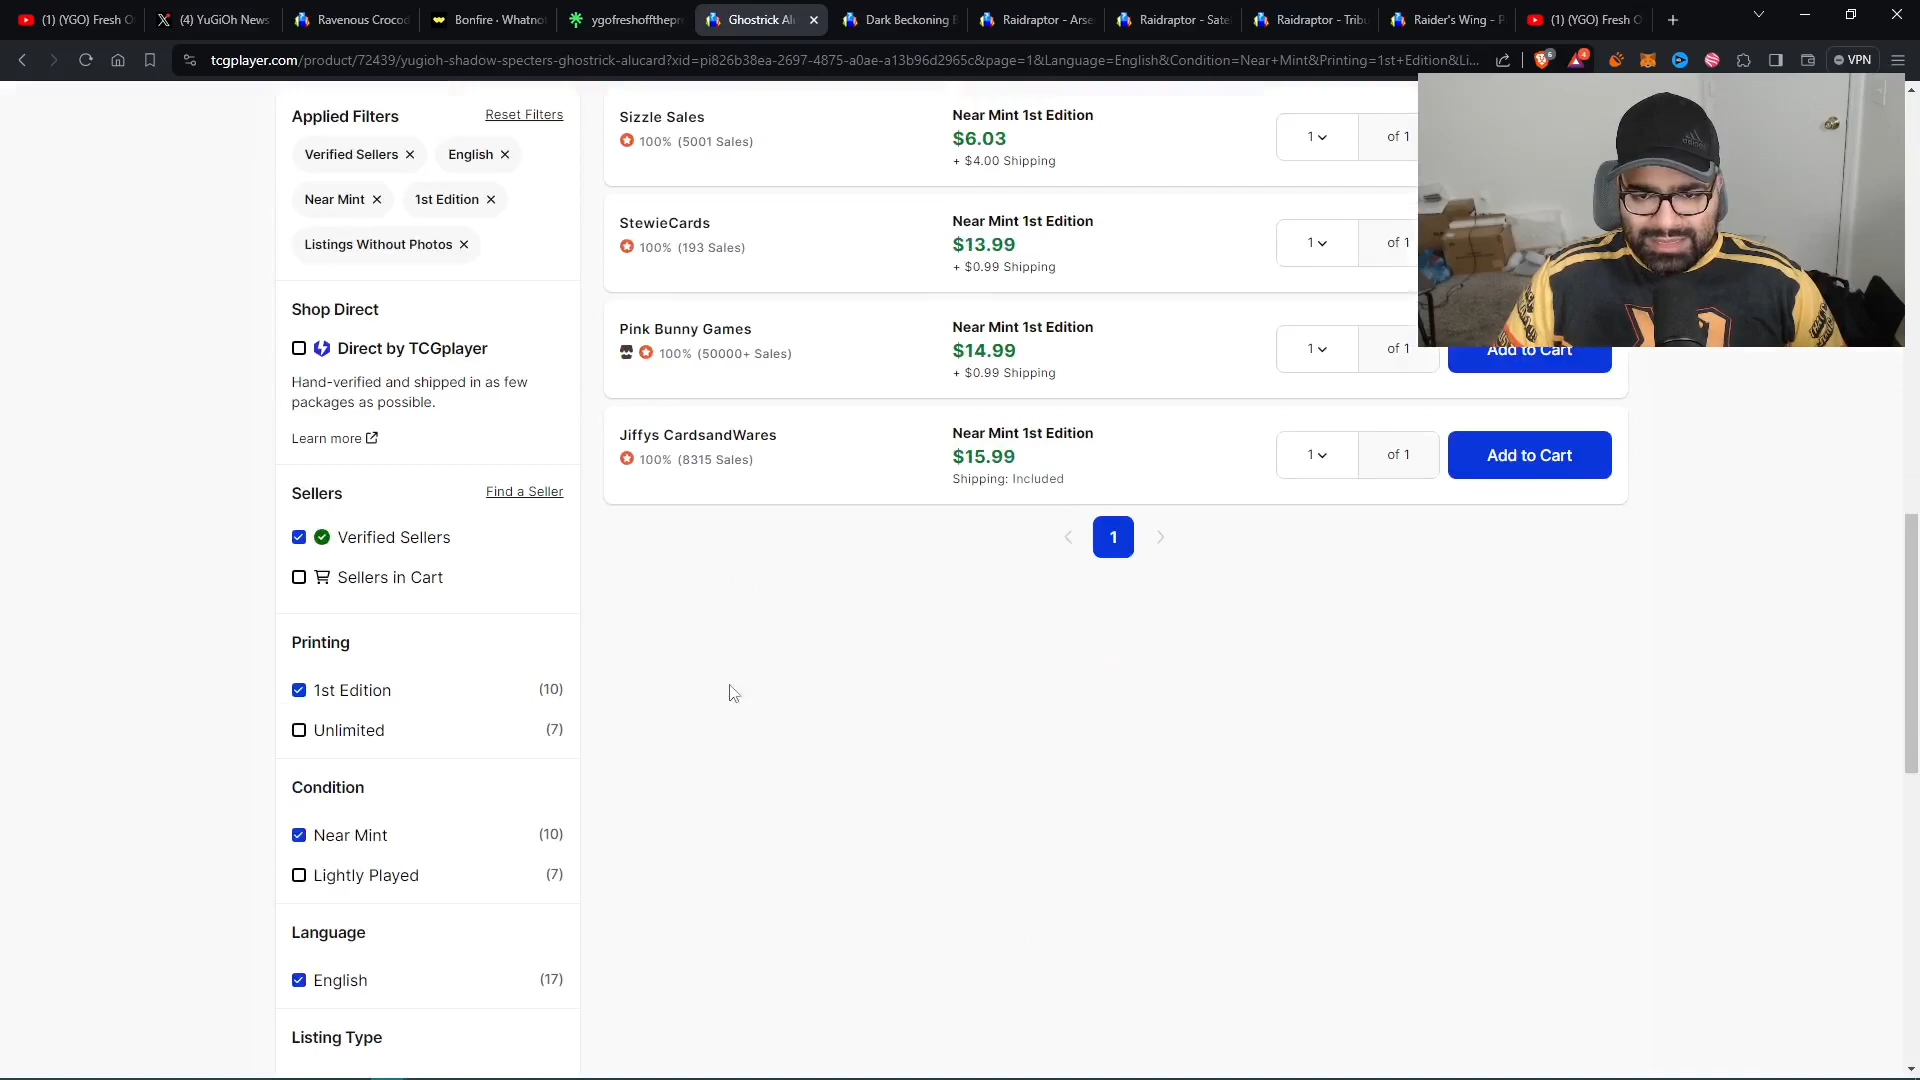 (1) (YGO) Fresh O
(4) YuGiOh News
Ravenous Crocod
Bonfire · Whatno
ygofreshoffthepre
Ghostrick Al
Dark Beckoning B
Raidraptor - Arse
Raidraptor - Sate
Raidraptor - Tribu
Raider's Wing - P
(1) (YGO) Fresh O
tcgplayer.com/product/72439/yugioh-shadow-specters-ghostrick-alucard?xid=pi826b38ea-2697-4875-a0ae-a13b96d2965c&page=1&Language=English&Condition=Near+Mint&Printing=1st+Edition&Li...
6
4
VPN
Applied Filters
Reset Filters
Verified Sellers
English
Near Mint
1st Edition
Listings Without Photos
Shop Direct
Direct by TCGplayer
Hand-verified and shipped in as few
packages as possible.
Learn more
Sellers
Find a Seller
Verified Sellers
Sellers in Cart
Printing
1st Edition (10)
Unlimited (7)
Condition
Near Mint (10)
Lightly Played (7)
Language
English (17)
Listing Type
Sizzle Sales
100% (5001 Sales)
Near Mint 1st Edition
$6.03
+ $4.00 Shipping
1 of 1
StewieCards
100% (193 Sales)
Near Mint 1st Edition
$13.99
+ $0.99 Shipping
1 of 1
Pink Bunny Games
100% (50000+ Sales)
Near Mint 1st Edition
$14.99
+ $0.99 Shipping
1 of 1
Add to Cart
Jiffys CardsandWares
100% (8315 Sales)
Near Mint 1st Edition
$15.99
Shipping: Included
1 of 1
Add to Cart
1